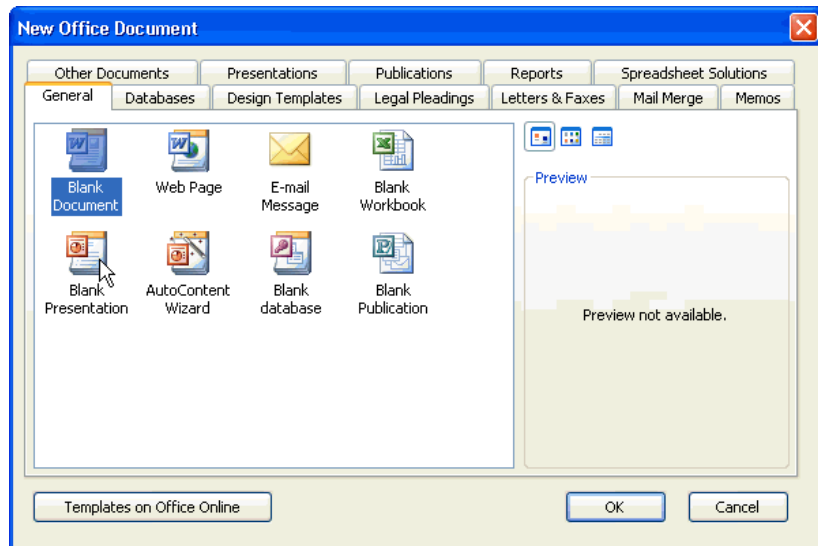 New Office Document
Other Documents Presentations Publications Reports Spreadsheet Solutions
General Databases Design Templates Legal Pleadings Letters & Faxes Mail Merge Memos
Blank Document
Web Page
E-mail Message
Blank Workbook
Blank Presentation
AutoContent Wizard
Blank database
Blank Publication
Preview
Preview not available.
Templates on Office Online
OK
Cancel